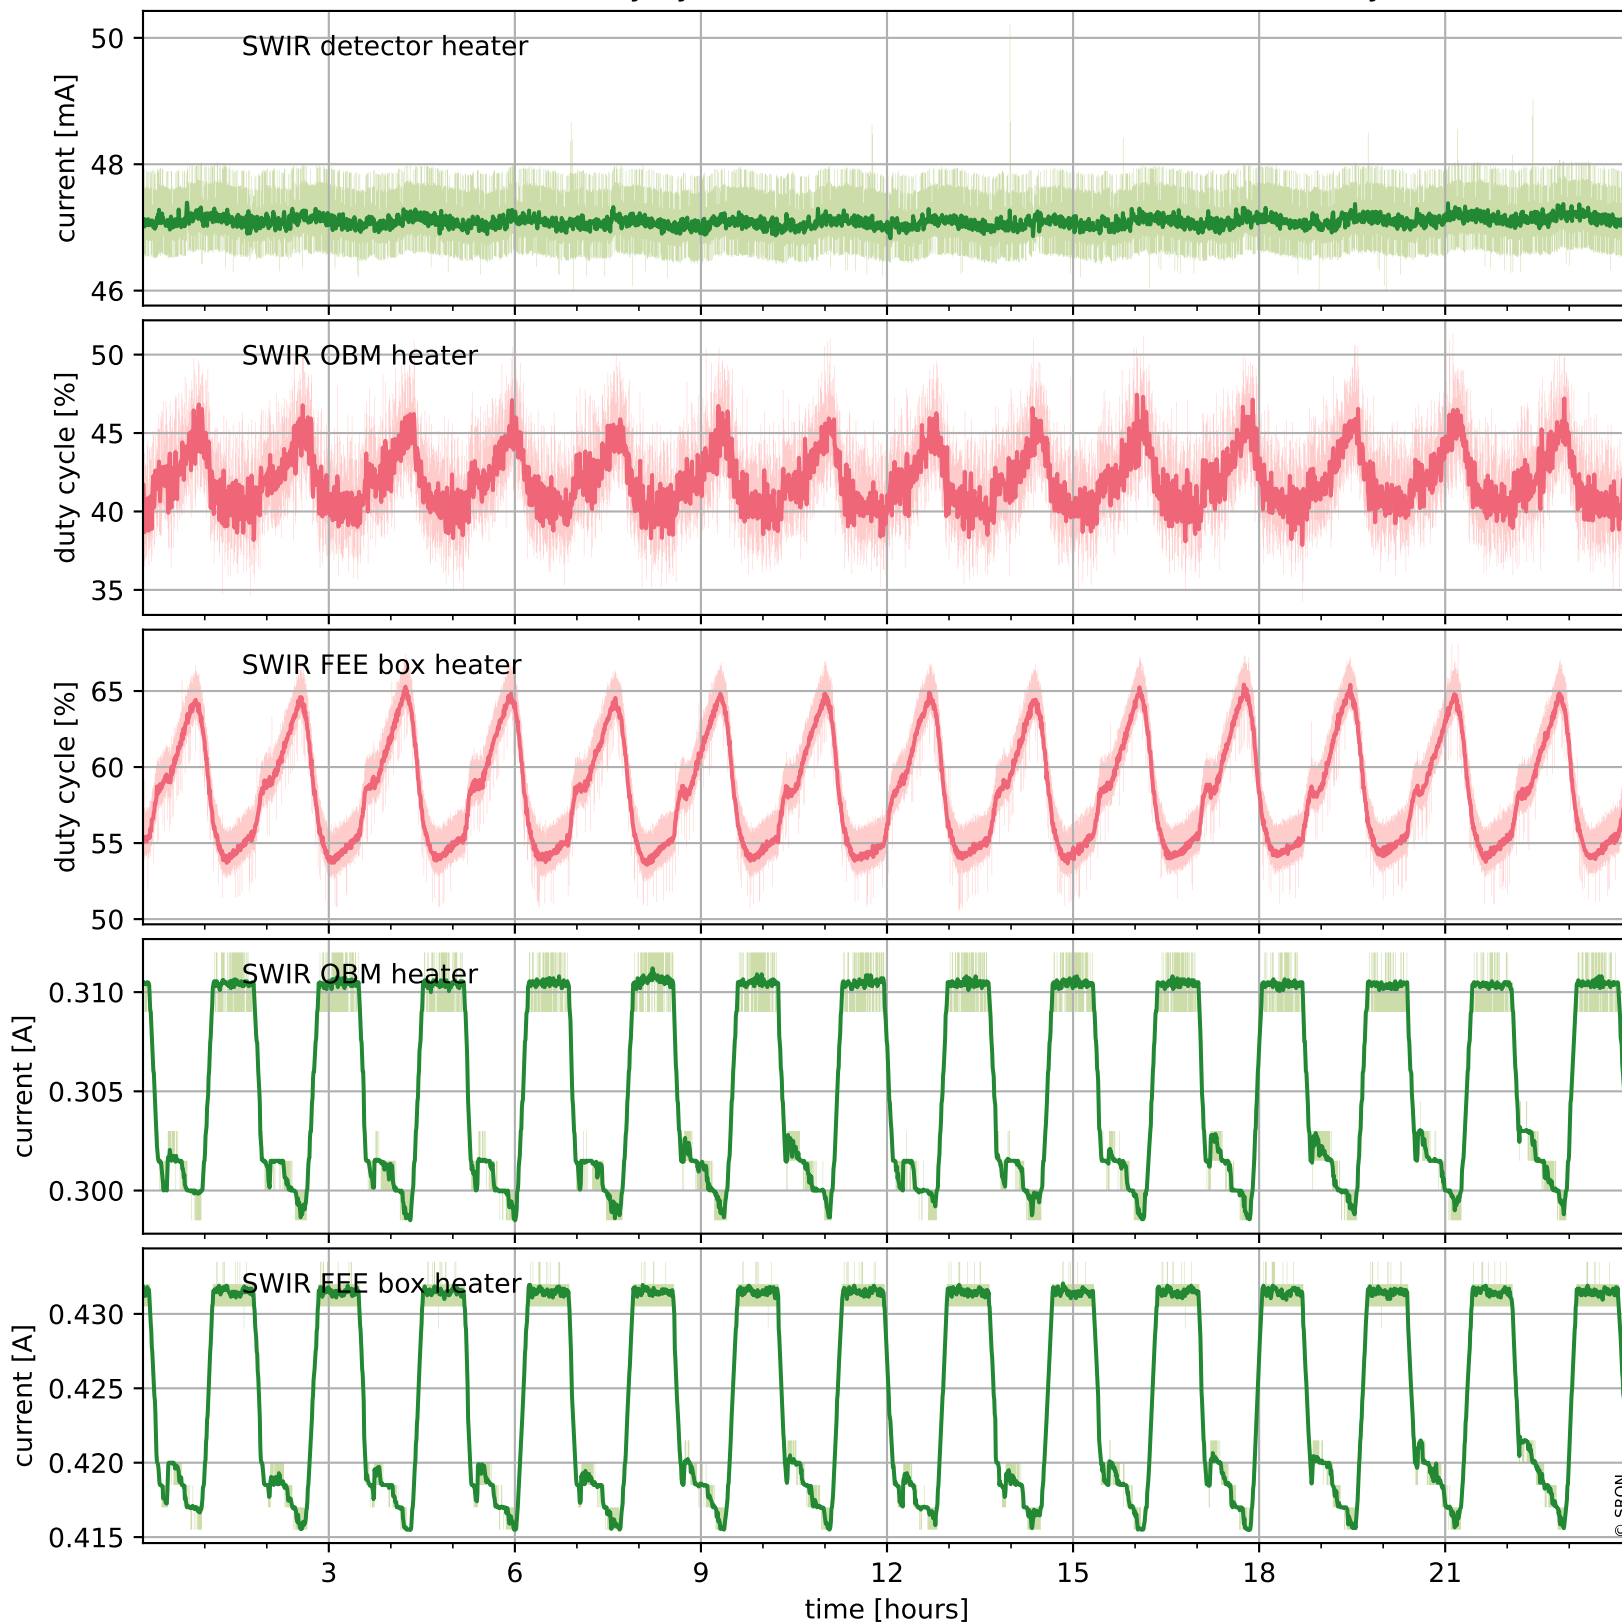 SWIR detector heater
current [mA]
50
48
46
SWIR OBM heater
duty cycle [%]
50
45
40
35
SWIR FEE box heater
duty cycle [%]
65
60
55
50
SWIR OBM heater
current [A]
0.310
0.305
0.300
SWIR FEE box heater
current [A]
0.430
0.425
0.420
0.415
© SRON
3 6 9 12 15 18 21
time [hours]